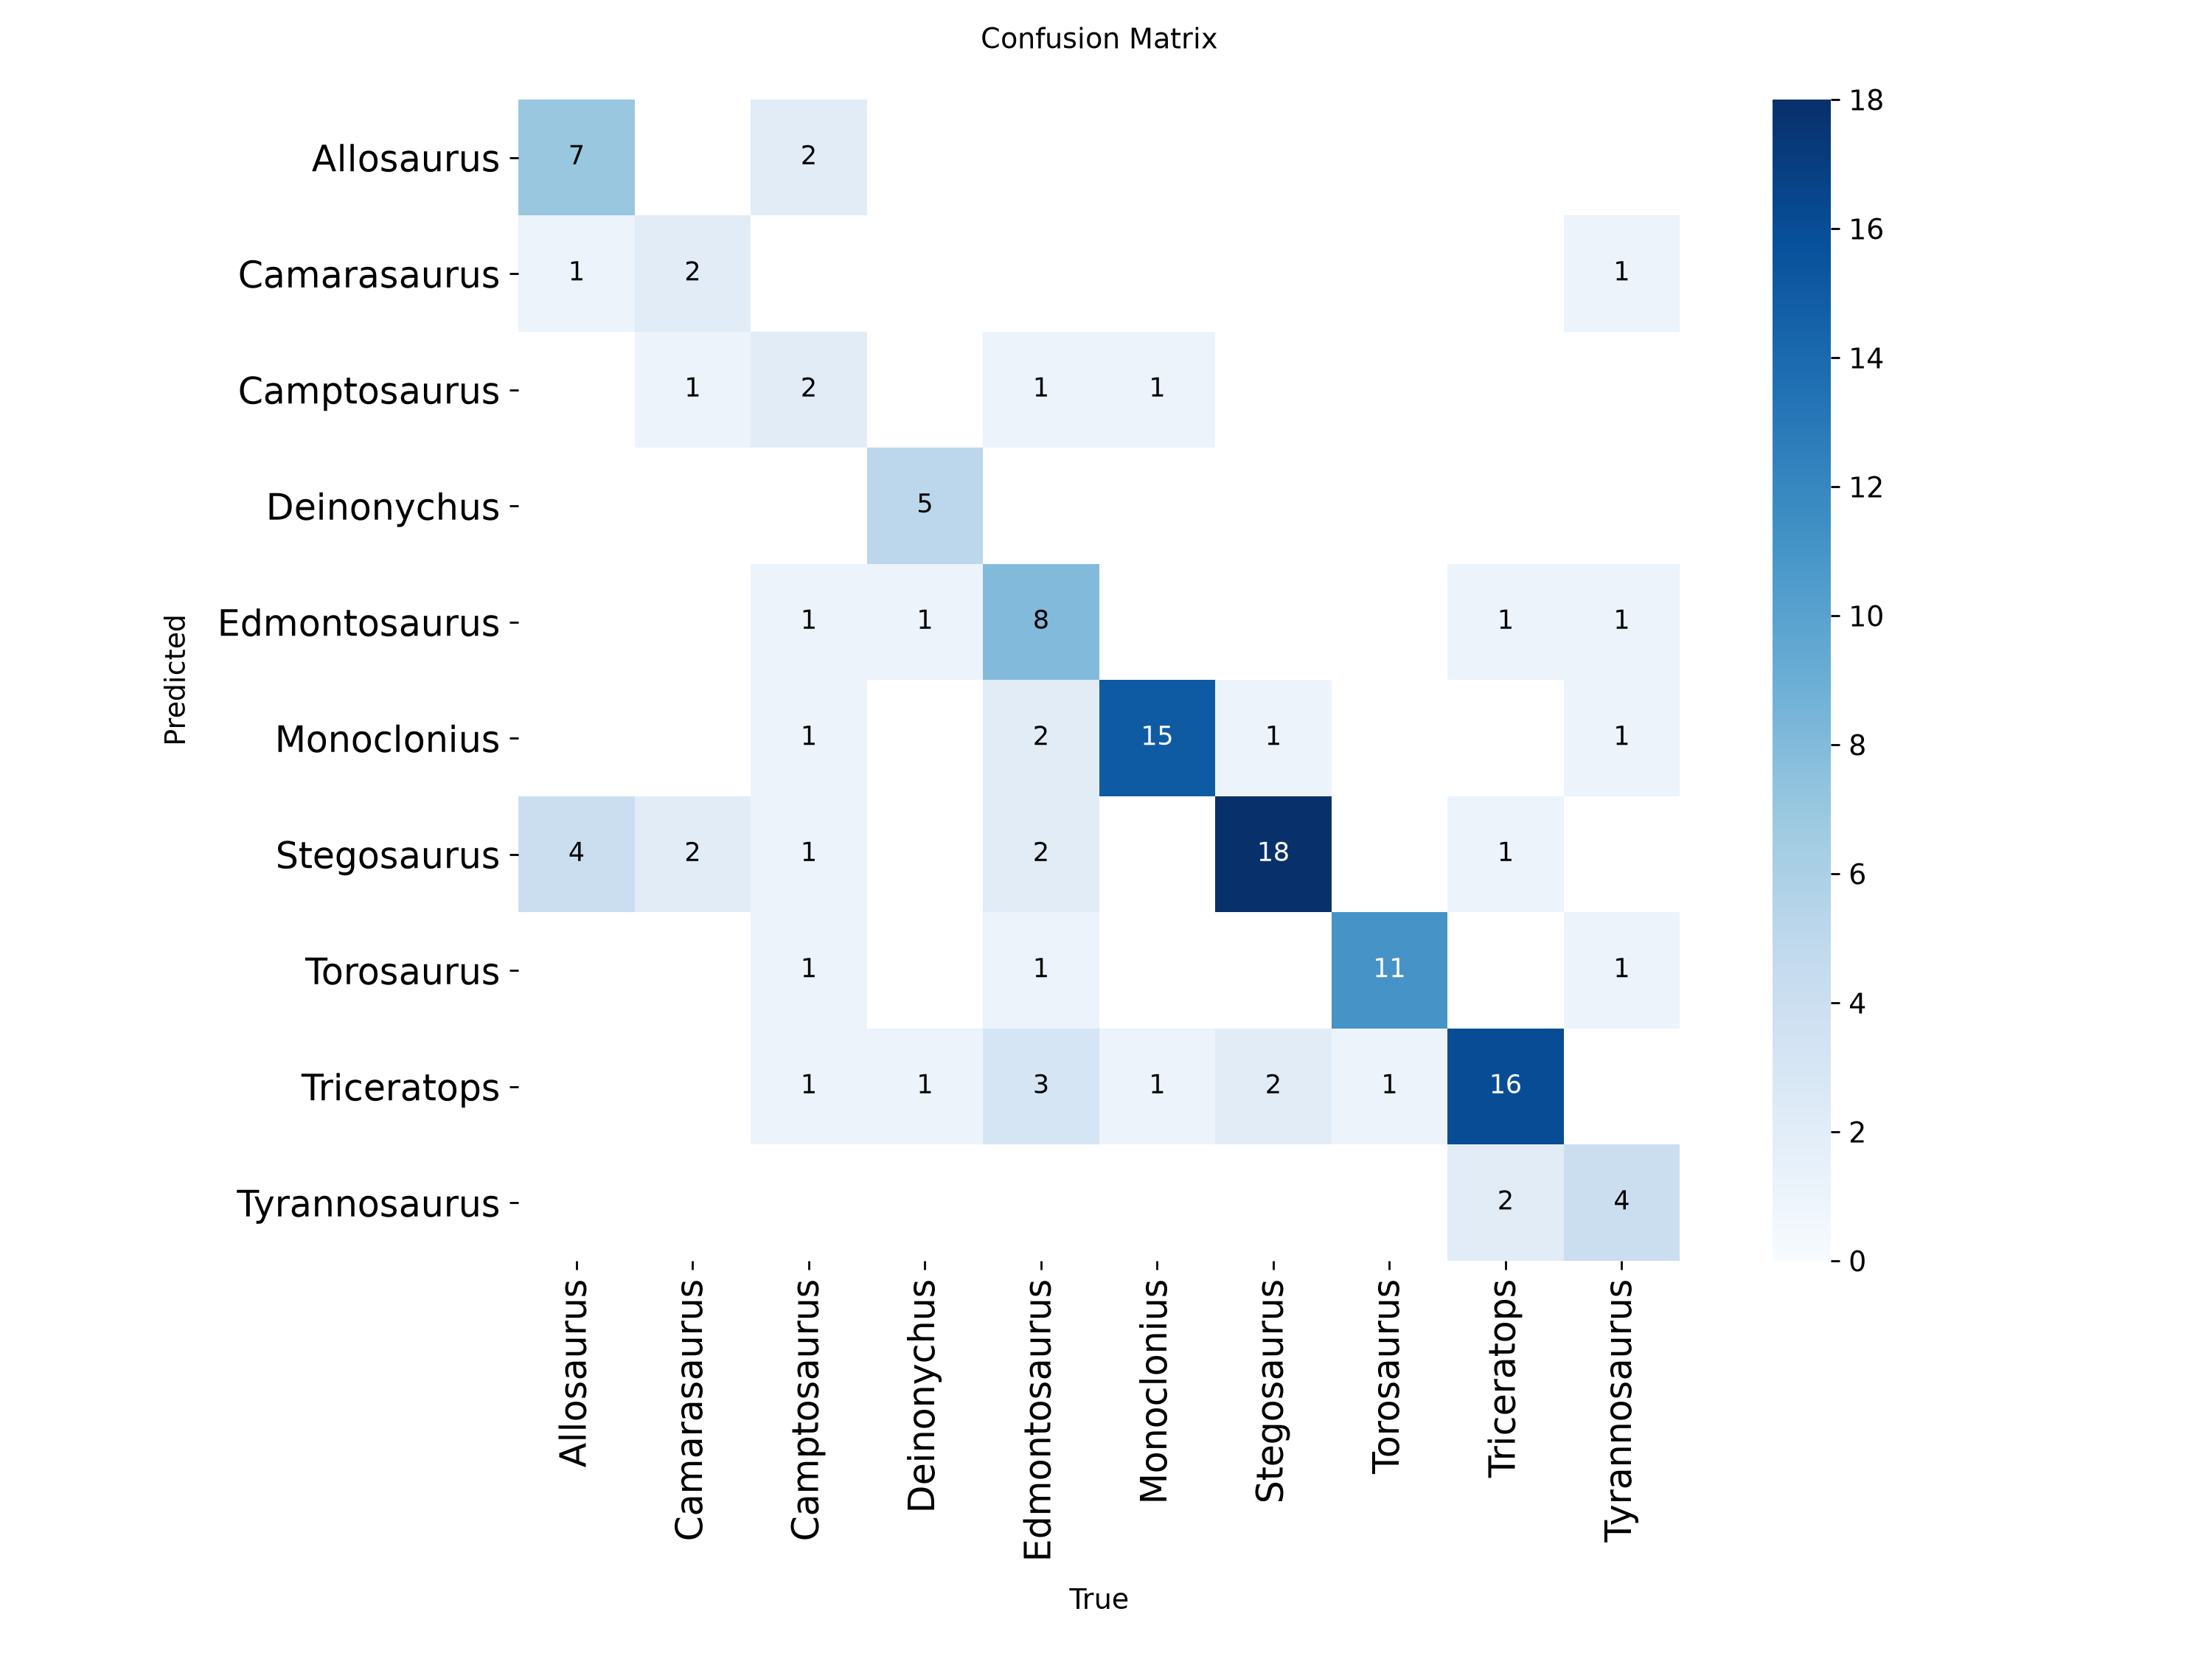 Confusion Matrix
Allosaurus 7 2
Camarasaurus 1 2 1
Camptosaurus 1 2 1 1
Deinonychus 5
Edmontosaurus 1 1 8 1 1
Monoclonius 1 2 15 1 1
Stegosaurus 4 2 1 2 18 1
Torosaurus 1 1 11 1
Triceratops 1 1 3 1 2 1 16
Tyrannosaurus 2 4
Predicted
Allosaurus
Camarasaurus
Camptosaurus
Deinonychus
Edmontosaurus
Monoclonius
Stegosaurus
Torosaurus
Triceratops
Tyrannosaurus
True
18
16
14
12
10
8
6
4
2
0